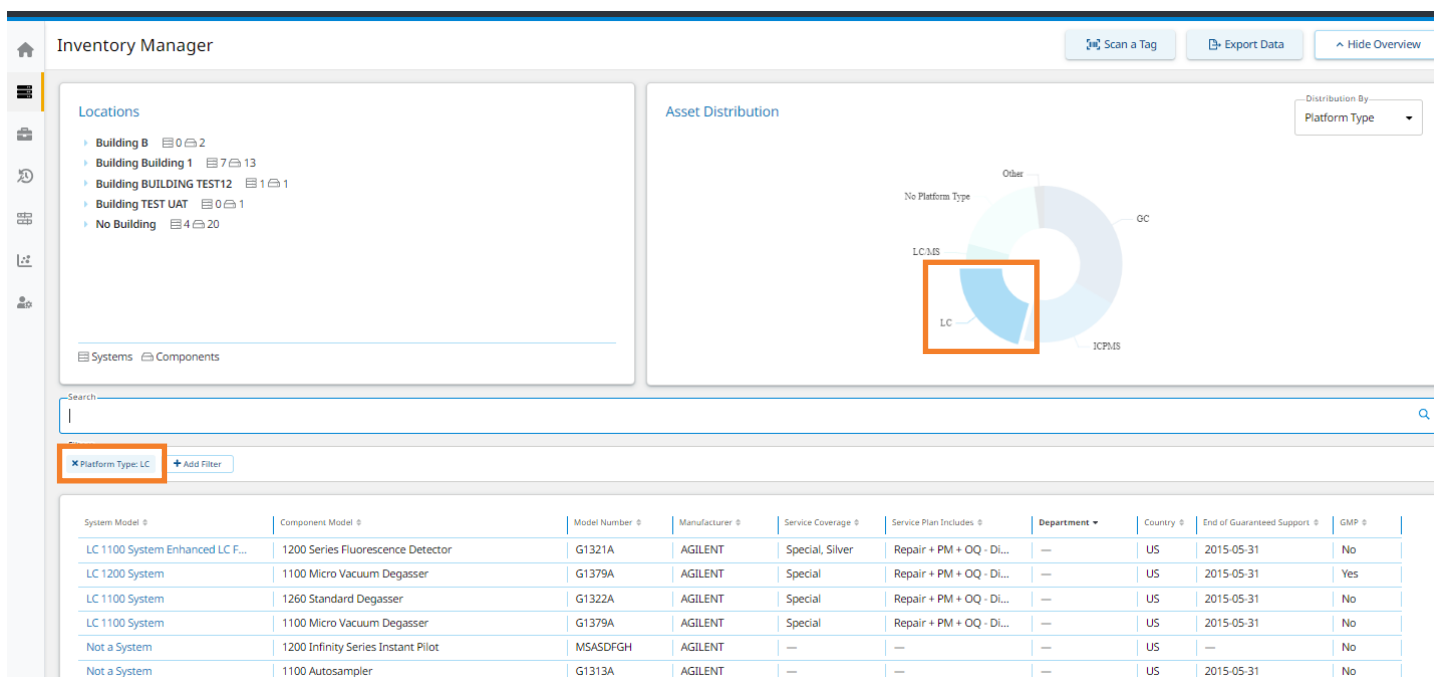 Inventory Manager
Scan a Tag
Export Data
Hide Overview
Locations
Building B 0 2
Building Building 1 7 13
Building BUILDING TEST12 1 1
Building TEST UAT 0 1
No Building 4 20
Systems Components
Asset Distribution
Distribution By
Platform Type
Other
No Platform Type
GC
LC/MS
LC
ICPMS
Search
Platform Type: LC
+ Add Filter
System Model Component Model Model Number Manufacturer Service Coverage Service Plan Includes Department Country End of Guaranteed Support GMP
LC 1100 System Enhanced LC F... 1200 Series Fluorescence Detector G1321A AGILENT Special, Silver Repair + PM + OQ - Di... — US 2015-05-31 No
LC 1200 System 1100 Micro Vacuum Degasser G1379A AGILENT Special Repair + PM + OQ - Di... — US 2015-05-31 Yes
LC 1100 System 1260 Standard Degasser G1322A AGILENT Special Repair + PM + OQ - Di... — US 2015-05-31 No
LC 1100 System 1100 Micro Vacuum Degasser G1379A AGILENT Special Repair + PM + OQ - Di... — US 2015-05-31 No
Not a System 1200 Infinity Series Instant Pilot MSASDFGH AGILENT — — — US — No
Not a System 1100 Autosampler G1313A AGILENT — — — US 2015-05-31 No